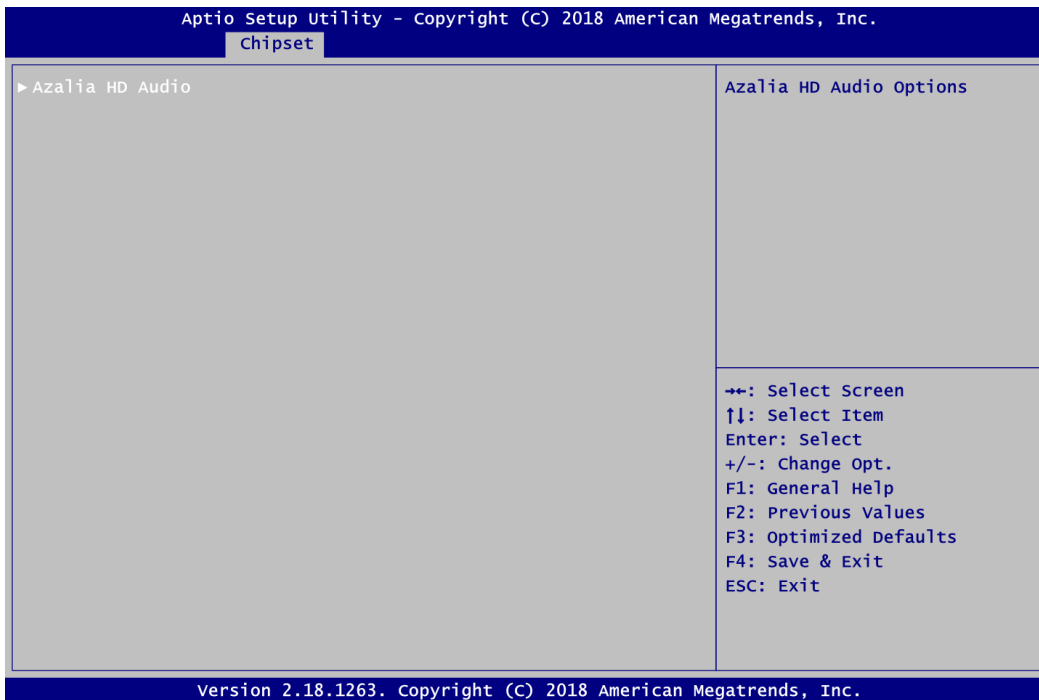 Aptio Setup Utility - Copyright (C) 2018 American Megatrends, Inc.
Chipset
►Azalia HD Audio
Azalia HD Audio Options
→←: Select Screen
↑↓: Select Item
Enter: Select
+/-: Change Opt.
F1: General Help
F2: Previous Values
F3: Optimized Defaults
F4: Save & Exit
ESC: Exit
Version 2.18.1263. Copyright (C) 2018 American Megatrends, Inc.